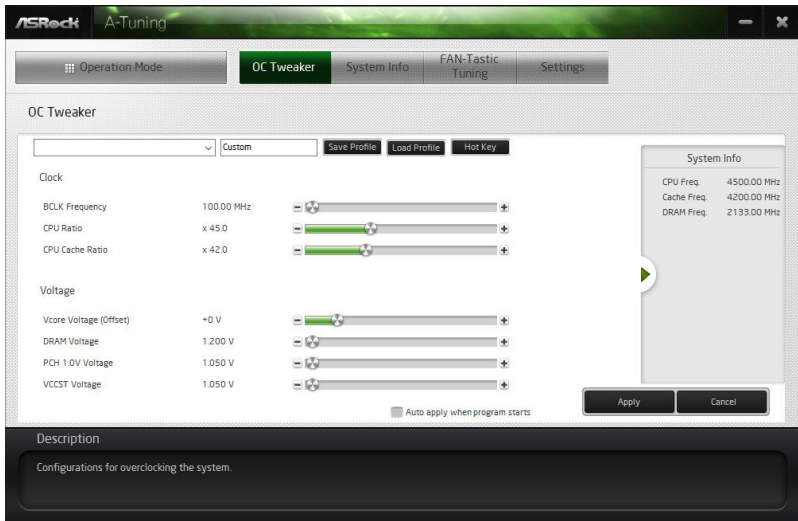 ASRock A-Tuning
Operation Mode
OC Tweaker
System Info
FAN-Tastic
Tuning
Settings
OC Tweaker
Custom
Save Profile
Load Profile
Hot Key
Clock
BCLK Frequency 100.00 MHz
CPU Ratio x 45.0
CPU Cache Ratio x 42.0
Voltage
Vcore Voltage (Offset) +0 V
DRAM Voltage 1.200 V
PCH 1.0V Voltage 1.050 V
VCCST Voltage 1.050 V
Auto apply when program starts
System Info
CPU Freq. 4500.00 MHz
Cache Freq. 4200.00 MHz
DRAM Freq. 2133.00 MHz
Apply
Cancel
Description
Configurations for overclocking the system.